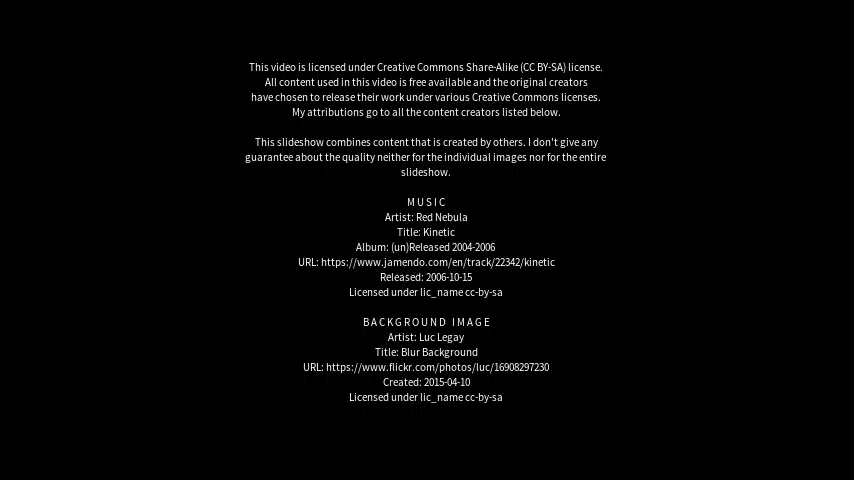 This video is licensed under Creative Commons Share-Alike (CC BY-SA) license.
All content used in this video is free available and the original creators
have chosen to release their work under various Creative Commons licenses.
My attributions go to all the content creators listed below.
This slideshow combines content that is created by others. I don't give any
guarantee about the quality neither for the individual images nor for the entire
slideshow.
MUSIC
Artist: Red Nebula
Title: Kinetic
Album: (un)Released 2004-2006
URL: https://www.jamendo.com/en/track/22342/kinetic
Released: 2006-10-15
Licensed under lic_name cc-by-sa
BACKGROUND IMAGE
Artist: Luc Legay
Title: Blur Background
URL: https://www.flickr.com/photos/luc/16908297230
Created: 2015-04-10
Licensed under lic_name cc-by-sa